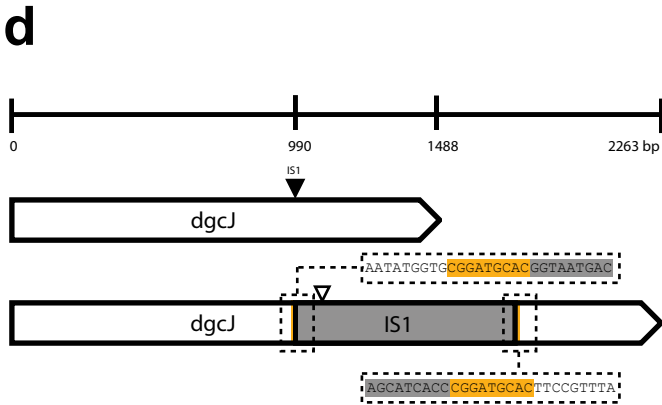 d
0 990 1488 2263 bp
IS1
dgcJ
AATATGGTGCGGATGCACGGTAATGAC
dgcJ IS1
AGCATCACCCGGATGCACTTCCGTTTA